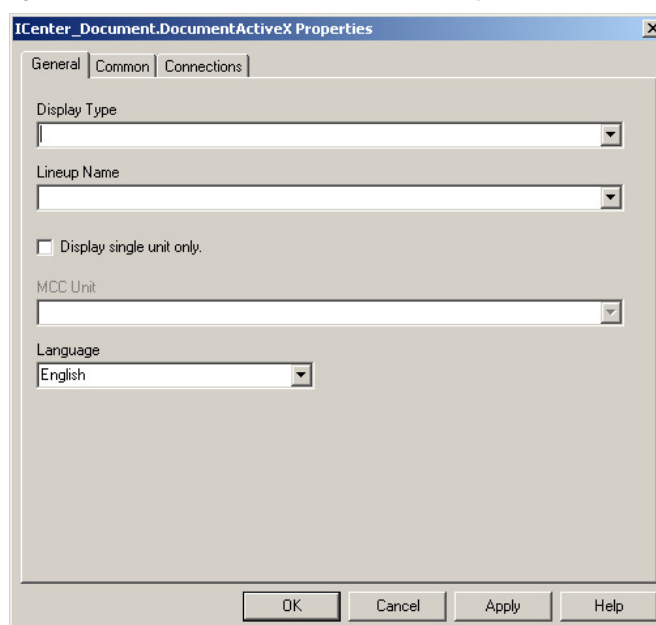 ICenter_Document.DocumentActiveX Properties
General Common Connections
Display Type
Lineup Name
Display single unit only.
MCC Unit
Language
English
OK Cancel Apply Help